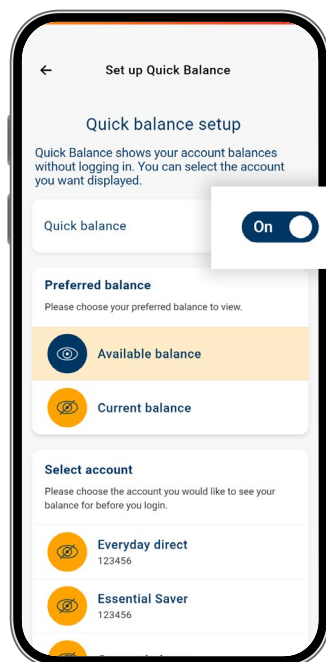 Set up Quick Balance
Quick balance setup
Quick Balance shows your account balances
without logging in. You can select the account
you want displayed.
Quick balance
On
Preferred balance
Please choose your preferred balance to view.
Available balance
Current balance
Select account
Please choose the account you would like to see your
balance for before you login.
Everyday direct
123456
Essential Saver
123456